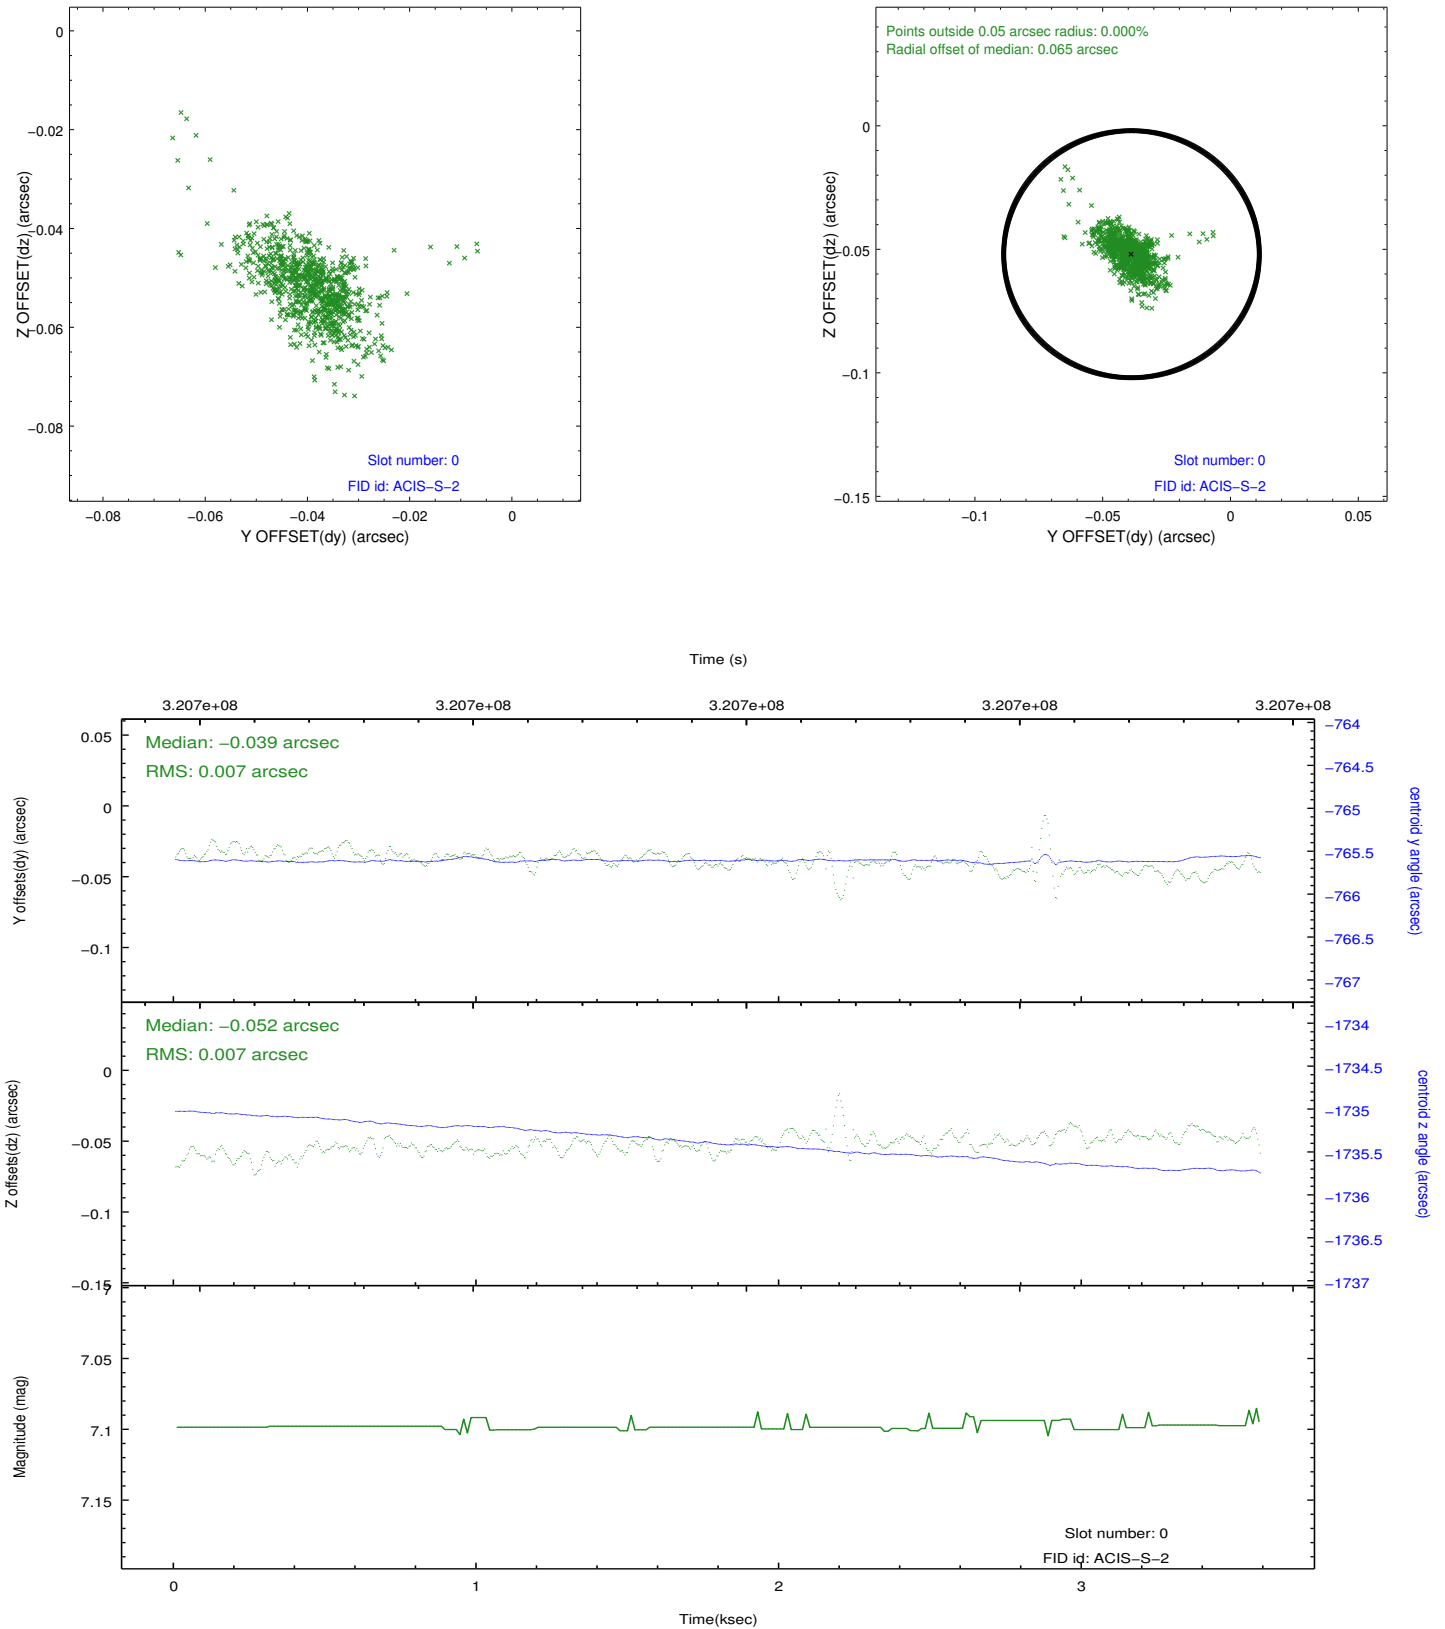 0
−0.02
−0.04
−0.06
−0.08
Z OFFSET(dz) (arcsec)
Slot number: 0
FID id: ACIS−S−2
−0.08
−0.06
−0.04
−0.02
0
Y OFFSET(dy) (arcsec)
Points outside 0.05 arcsec radius: 0.000%
Radial offset of median: 0.065 arcsec
0
−0.05
−0.1
−0.15
Z OFFSET(dz) (arcsec)
Slot number: 0
FID id: ACIS−S−2
−0.1
−0.05
0
0.05
Y OFFSET(dy) (arcsec)
Time (s)
3.207e+08
3.207e+08
3.207e+08
3.207e+08
3.207e+08
Median: −0.039 arcsec
RMS: 0.007 arcsec
0.05
0
−0.05
−0.1
Y offsets(dy) (arcsec)
−764
−764.5
−765
−765.5
−766
−766.5
−767
centroid y angle (arcsec)
Median: −0.052 arcsec
RMS: 0.007 arcsec
0
−0.05
−0.1
−0.15
Z offsets(dz) (arcsec)
−1734
−1734.5
−1735
−1735.5
−1736
−1736.5
−1737
centroid z angle (arcsec)
7
7.05
7.1
7.15
Magnitude (mag)
Slot number: 0
FID id: ACIS−S−2
0
1
2
3
Time(ksec)